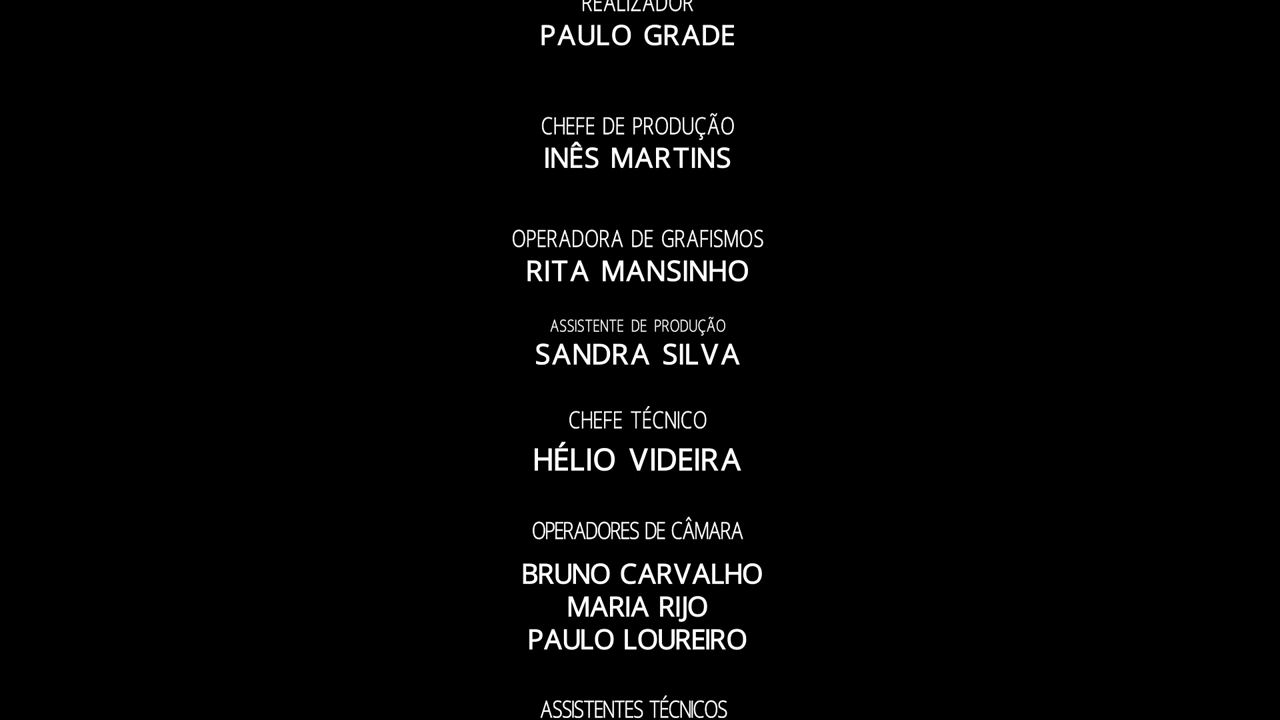 REALIZADOR
PAULO GRADE
CHEFE DE PRODUÇÃO
INÊS MARTINS
OPERADORA DE GRAFISMOS
RITA MANSINHO
ASSISTENTE DE PRODUÇÃO
SANDRA SILVA
CHEFE TÉCNICO
HÉLIO VIDEIRA
OPERADORES DE CÂMARA
BRUNO CARVALHO
MARIA RIJO
PAULO LOUREIRO
ASSISTENTES TÉCNICOS